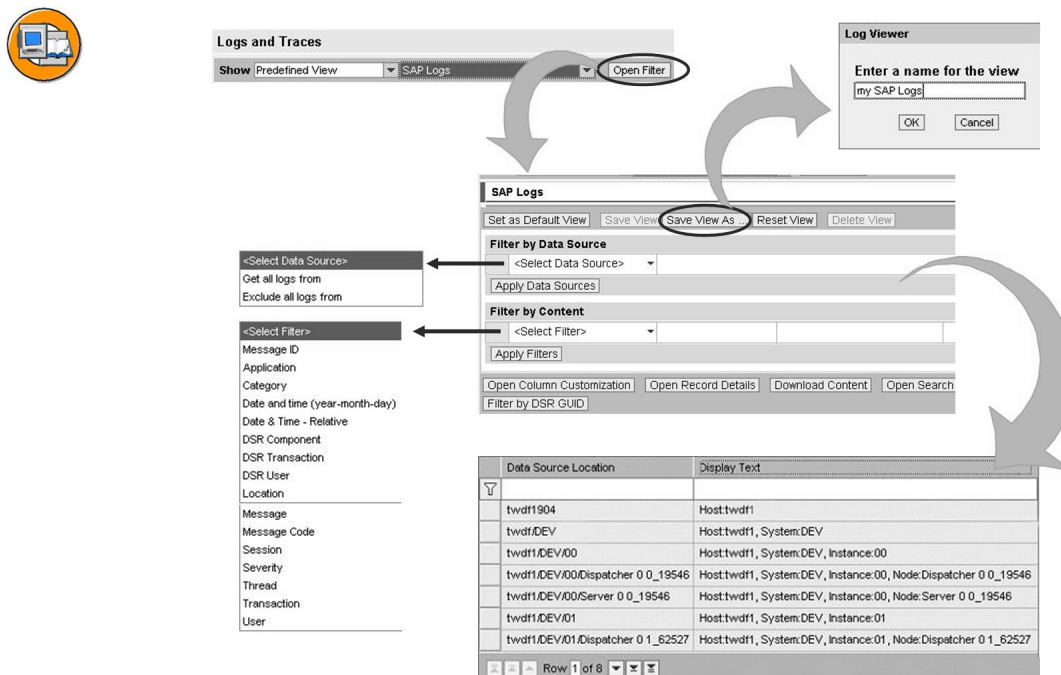 Logs and Traces
Show Predefined View SAP Logs Open Filter
Log Viewer
Enter a name for the view
my SAP Logs
OK Cancel
SAP Logs
Set as Default View Save View Save View As ... Reset View Delete View
Filter by Data Source
<Select Data Source>
Apply Data Sources
Filter by Content
<Select Filter>
Apply Filters
Open Column Customization Open Record Details Download Content Open Search
Filter by DSR GUID
<Select Data Source>
Get all logs from
Exclude all logs from
<Select Filter>
Message ID
Application
Category
Date and time (year-month-day)
Date & Time - Relative
DSR Component
DSR Transaction
DSR User
Location
Message
Message Code
Session
Severity
Thread
Transaction
User
Data Source Location Display Text
twdf1904 Host:twdf1
twdf/DEV Host:twdf1, System:DEV
twdf1/DEV/00 Host:twdf1, System:DEV, Instance:00
twdf1/DEV/00/Dispatcher 0 0_19546 Host:twdf1, System:DEV, Instance:00, Node:Dispatcher 0 0_19546
twdf1/DEV/00/Server 0 0_19546 Host:twdf1, System:DEV, Instance:00, Node:Server 0 0_19546
twdf1/DEV/01 Host:twdf1, System:DEV, Instance:01
twdf1/DEV/01/Dispatcher 0 1_62527 Host:twdf1, System:DEV, Instance:01, Node:Dispatcher 0 1_62527
Row 1 of 8